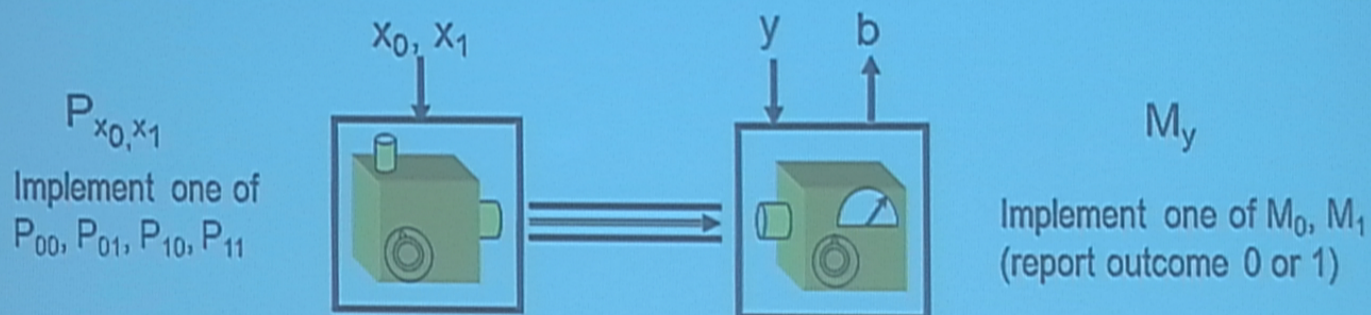 x₀, x₁
y
b
Pₓ₀,ₓ₁
Implement one of
P₀₀, P₀₁, P₁₀, P₁₁
M_y
Implement one of M₀, M₁
(report outcome 0 or 1)